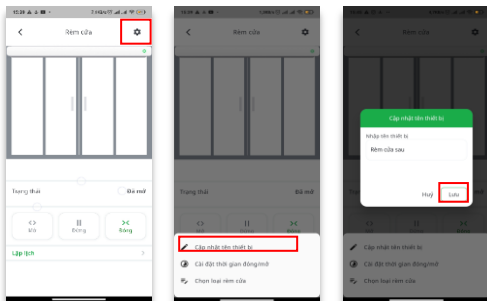 Rèm cửa
Trạng thái
Đã mở
Mở
Dừng
Đóng
Lập lịch
Rèm cửa
Trạng thái
Đã mở
Mở
Dừng
Đóng
Cập nhật tên thiết bị
Cài đặt thời gian đóng/mở
Chọn loại rèm cửa
Rèm cửa
Cập nhật tên thiết bị
Nhập tên thiết bị
Rèm cửa sau
Huỷ
Lưu
Cập nhật tên thiết bị
Cài đặt thời gian đóng/mở
Chọn loại rèm cửa